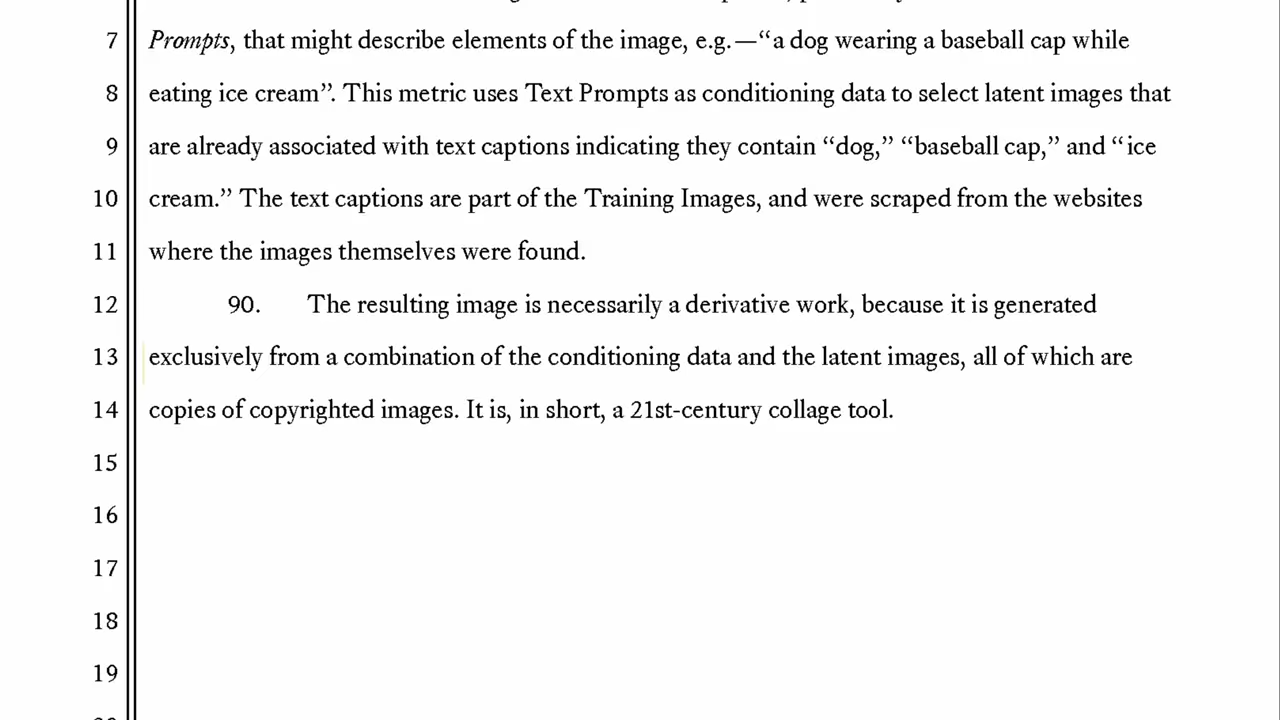 7 Prompts, that might describe elements of the image, e.g.—“a dog wearing a baseball cap while
8 eating ice cream”. This metric uses Text Prompts as conditioning data to select latent images that
9 are already associated with text captions indicating they contain “dog,” “baseball cap,” and “ice
10 cream.” The text captions are part of the Training Images, and were scraped from the websites
11 where the images themselves were found.
12 90. The resulting image is necessarily a derivative work, because it is generated
13 exclusively from a combination of the conditioning data and the latent images, all of which are
14 copies of copyrighted images. It is, in short, a 21st-century collage tool.
15
16
17
18
19